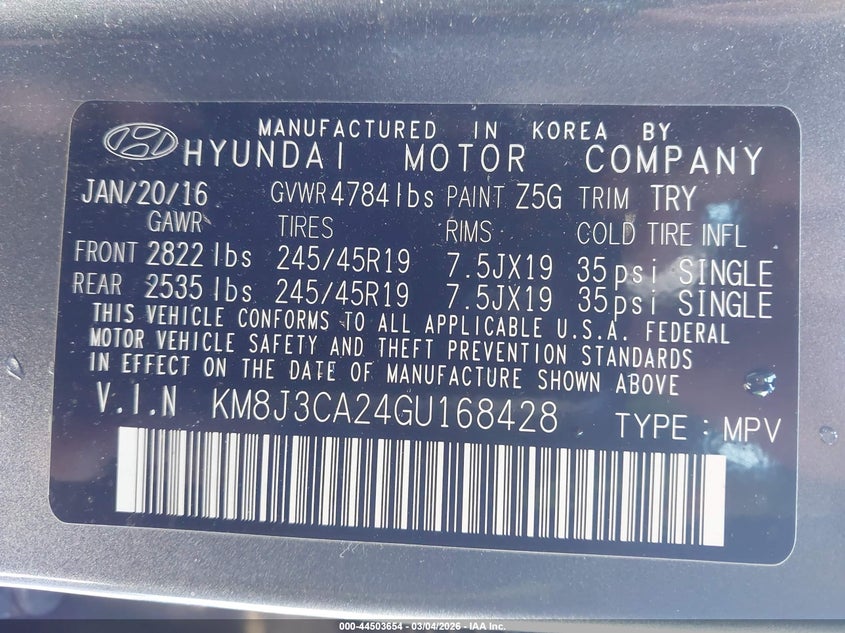 MANUFACTURED IN KOREA BY
HYUNDAI MOTOR COMPANY
JAN/20/16 GVWR 4784 lbs PAINT Z5G TRIM TRY
GAWR TIRES RIMS COLD TIRE INFL
FRONT 2822 lbs 245/45R19 7.5JX19 35psi SINGLE
REAR 2535 lbs 245/45R19 7.5JX19 35psi SINGLE
THIS VEHICLE CONFORMS TO ALL APPLICABLE U.S.A. FEDERAL
MOTOR VEHICLE SAFETY AND THEFT PREVENTION STANDARDS
IN EFFECT ON THE DATE OF MANUFACTURE SHOWN ABOVE
V.I.N KM8J3CA24GU168428 TYPE : MPV
000-44503654 - 03/04/2026 - IAA Inc.